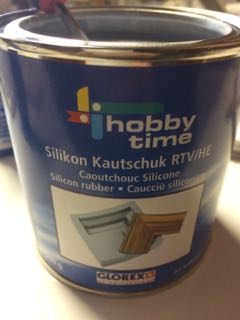 hobby
time
Silikon Kautschuk RTV/HE
Caoutchouc Silicone
Silicon rubber • Caucciù siliconico
GLOREX